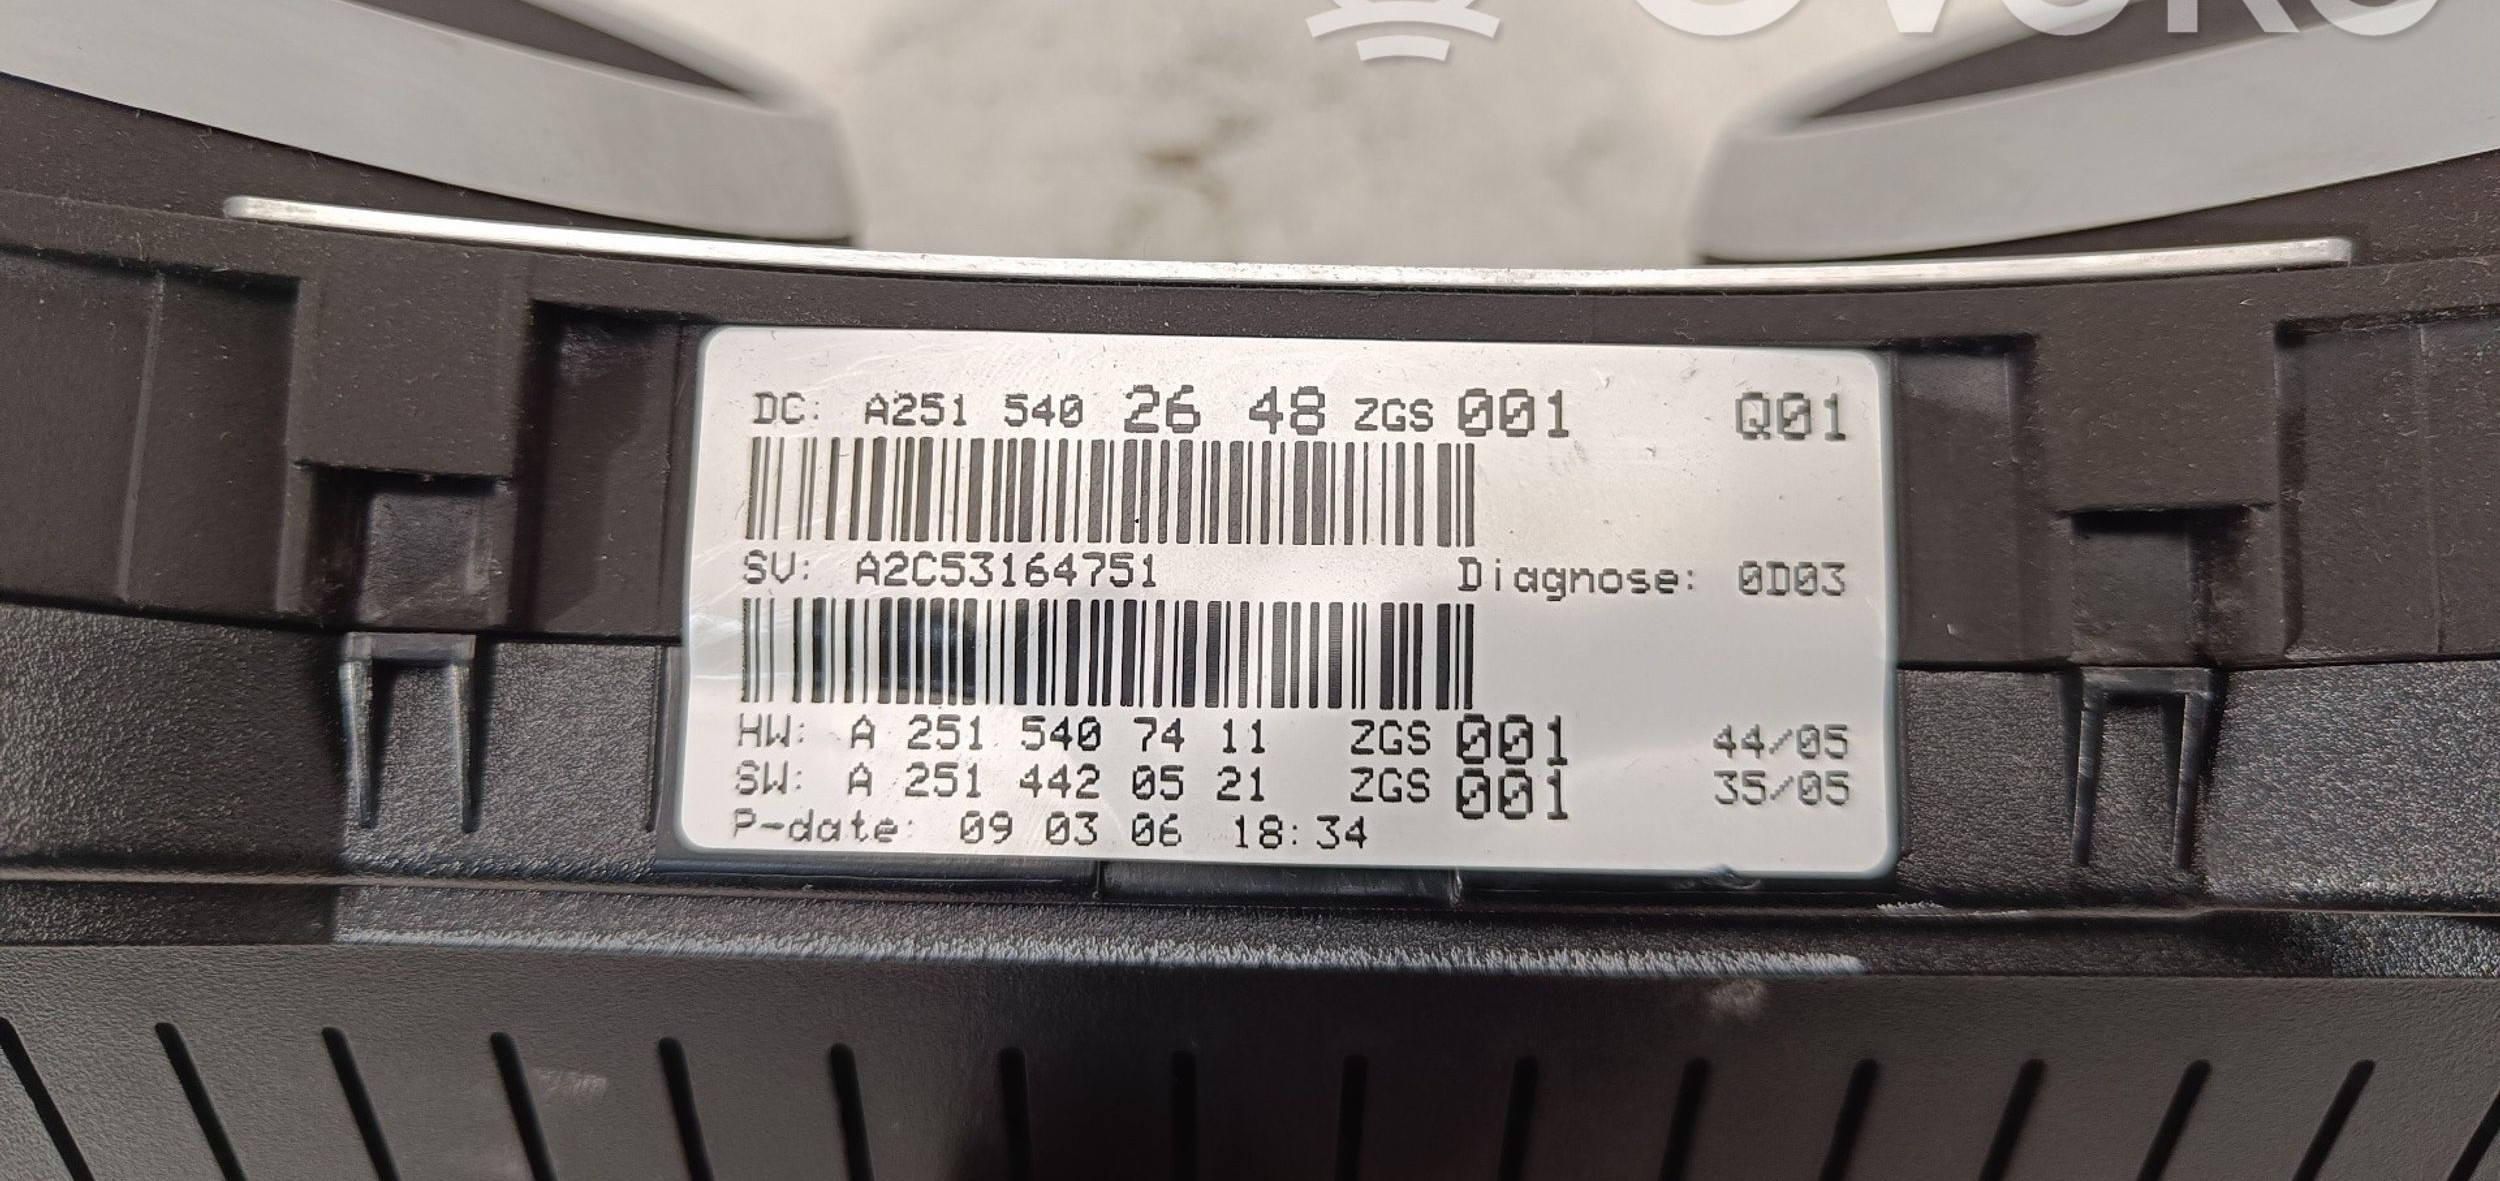 DC: A251 540 26 48 ZGS 001 Q01
SV: A2C53164751 Diagnose: 0D03
HW: A 251 540 74 11 ZGS 001 44/05
SW: A 251 442 05 21 ZGS 001 35/05
P-date: 09 03 06 18:34